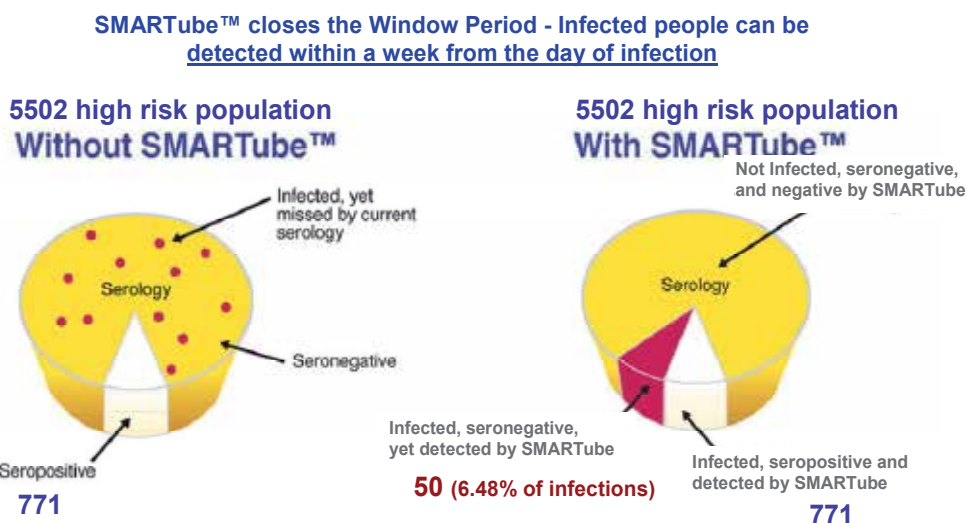 SMARTube™ closes the Window Period - Infected people can be
detected within a week from the day of infection
5502 high risk population
Without SMARTube™
Infected, yet
missed by current
serology
Serology
Seronegative
Seropositive
771
5502 high risk population
With SMARTube™
Not Infected, seronegative,
and negative by SMARTube
Serology
Infected, seronegative,
yet detected by SMARTube
50 (6.48% of infections)
Infected, seropositive and
detected by SMARTube
771